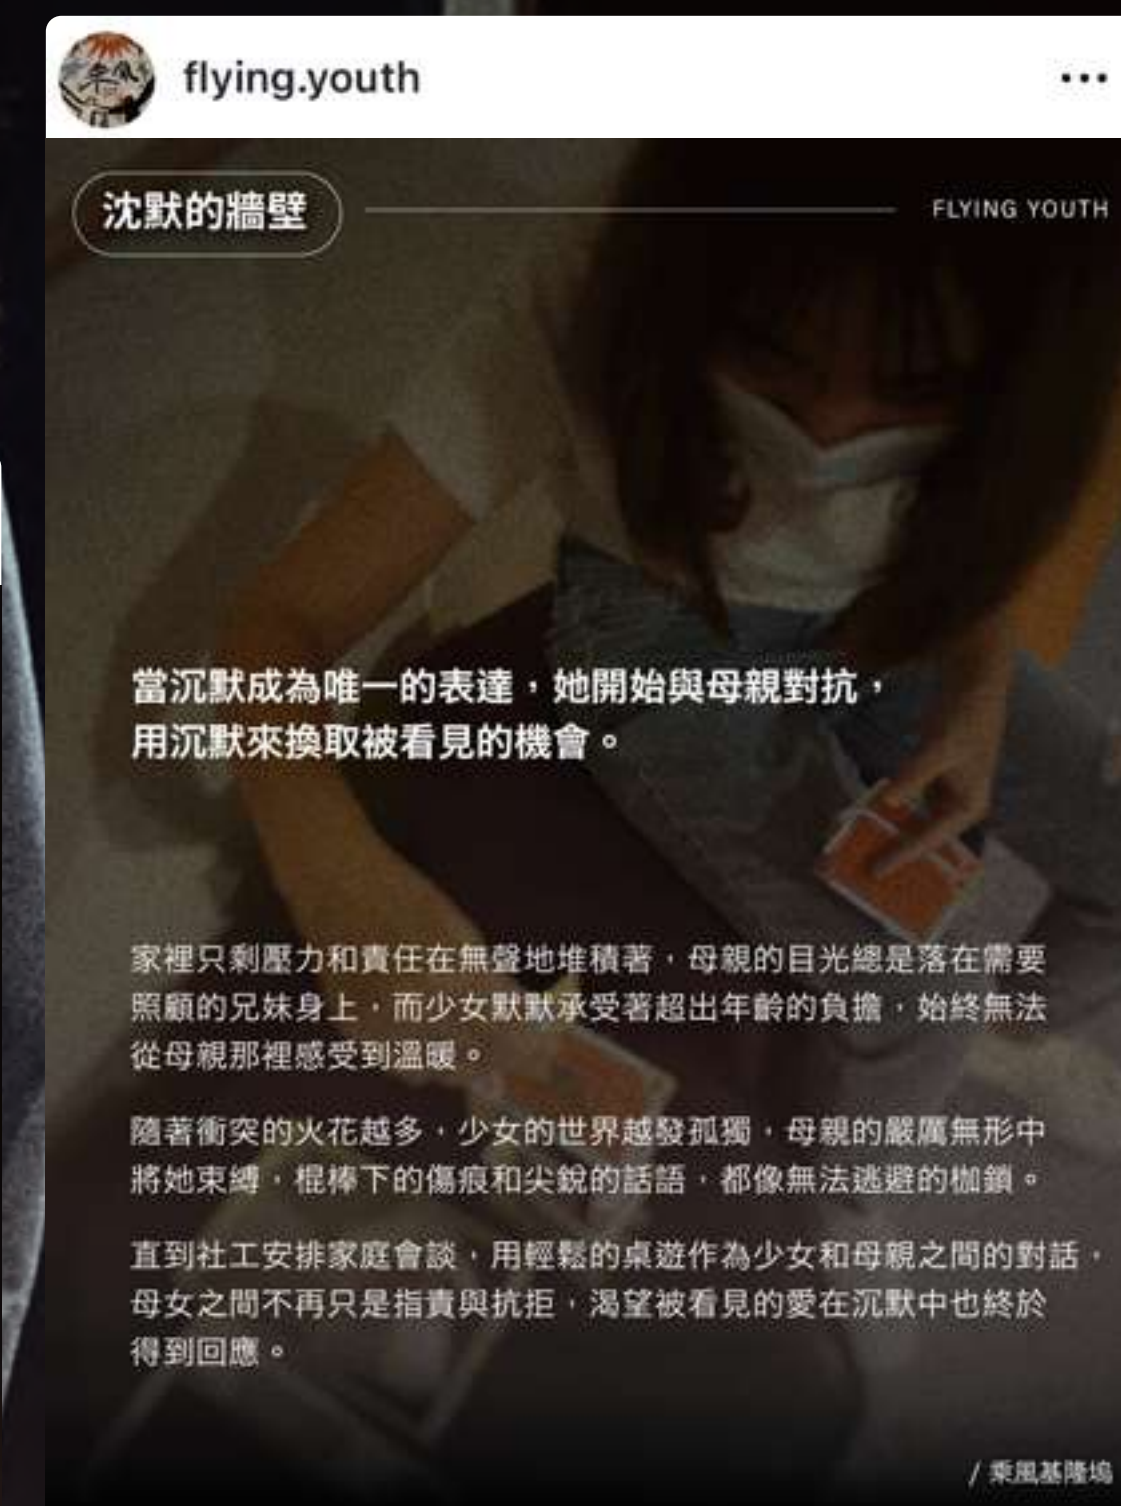 flying.youth
沈默的牆壁
FLYING YOUTH
當沉默成為唯一的表達，她開始與母親對抗，
用沉默來換取被看見的機會。
家裡只剩壓力和責任在無聲地堆積著，母親的目光總是落在需要
照顧的兄妹身上，而少女默默承受著超出年齡的負擔，始終無法
從母親那裡感受到溫暖。
隨著衝突的火花越多，少女的世界越發孤獨，母親的嚴厲無形中
將她束縛，棍棒下的傷痕和尖銳的話語，都像無法逃避的枷鎖。
直到社工安排家庭會談，用輕鬆的桌遊作為少女和母親之間的對話，
母女之間不再只是指責與抗拒，渴望被看見的愛在沉默中也終於
得到回應。
/ 乘風基隆塢